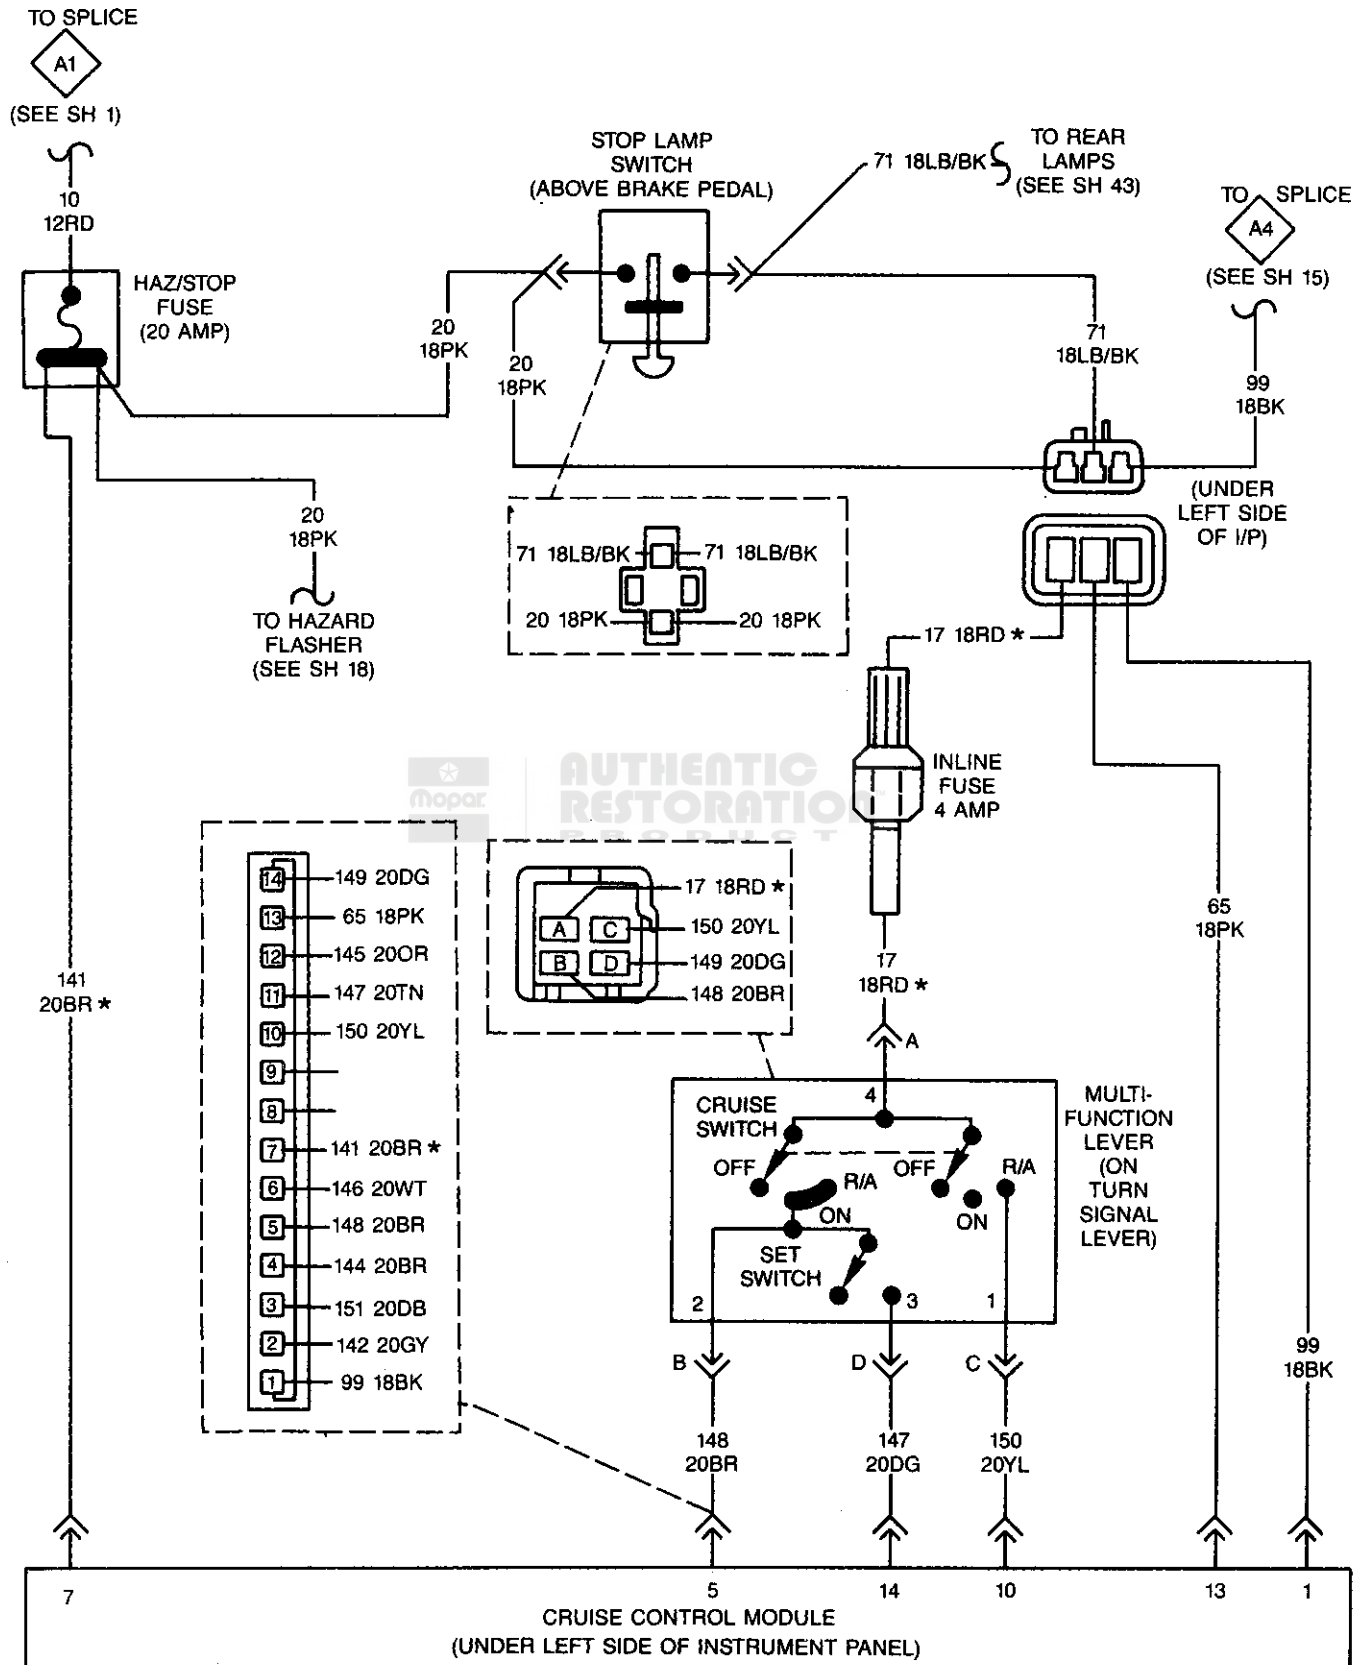 TO SPLICE
A1
(SEE SH 1)
10
12RD
HAZ/STOP
FUSE
(20 AMP)
STOP LAMP
SWITCH
(ABOVE BRAKE PEDAL)
71 18LB/BK
TO REAR
LAMPS
(SEE SH 43)
TO SPLICE
A4
(SEE SH 15)
20
18PK
20
18PK
71
18LB/BK
99
18BK
(UNDER
LEFT SIDE
OF I/P)
20
18PK
TO HAZARD
FLASHER
(SEE SH 18)
71 18LB/BK 71 18LB/BK
20 18PK 20 18PK
17 18RD *
INLINE
FUSE
4 AMP
Mopar
AUTHENTIC
RESTORATION
PRODUCT
141
20BR *
14 149 20DG
13 65 18PK
12 145 20OR
11 147 20TN
10 150 20YL
9
8
7 141 20BR *
6 146 20WT
5 148 20BR
4 144 20BR
3 151 20DB
2 142 20GY
1 99 18BK
17 18RD *
A C 150 20YL
B D 149 20DG
148 20BR
17
18RD *
A
65
18PK
4
CRUISE
SWITCH
OFF
R/A
ON
OFF
R/A
ON
SET
SWITCH
2
3
1
MULTI-
FUNCTION
LEVER
(ON
TURN
SIGNAL
LEVER)
B D C
148
20BR
147
20DG
150
20YL
99
18BK
7 5 14 10 13 1
CRUISE CONTROL MODULE
(UNDER LEFT SIDE OF INSTRUMENT PANEL)